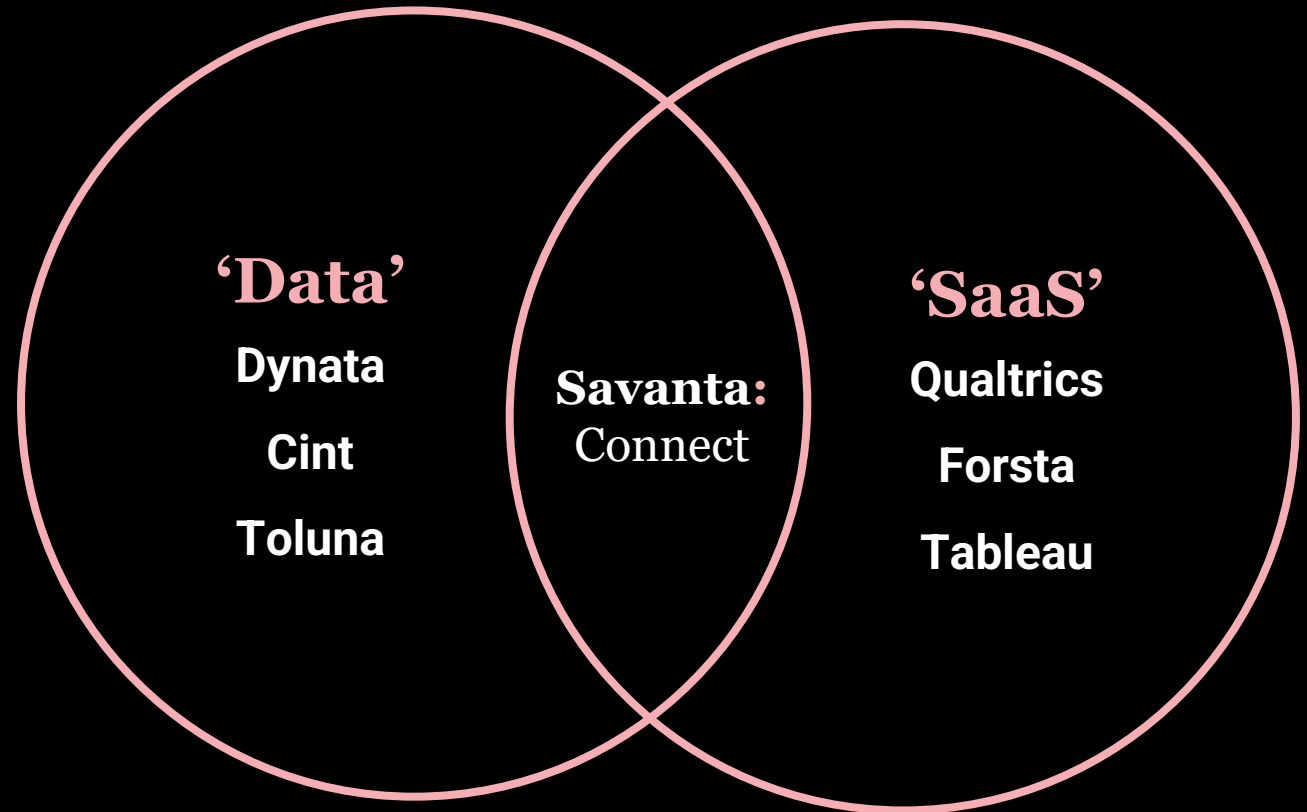 ‘Data’
Dynata
Cint
Toluna
Savanta:
Connect
‘SaaS’
Qualtrics
Forsta
Tableau